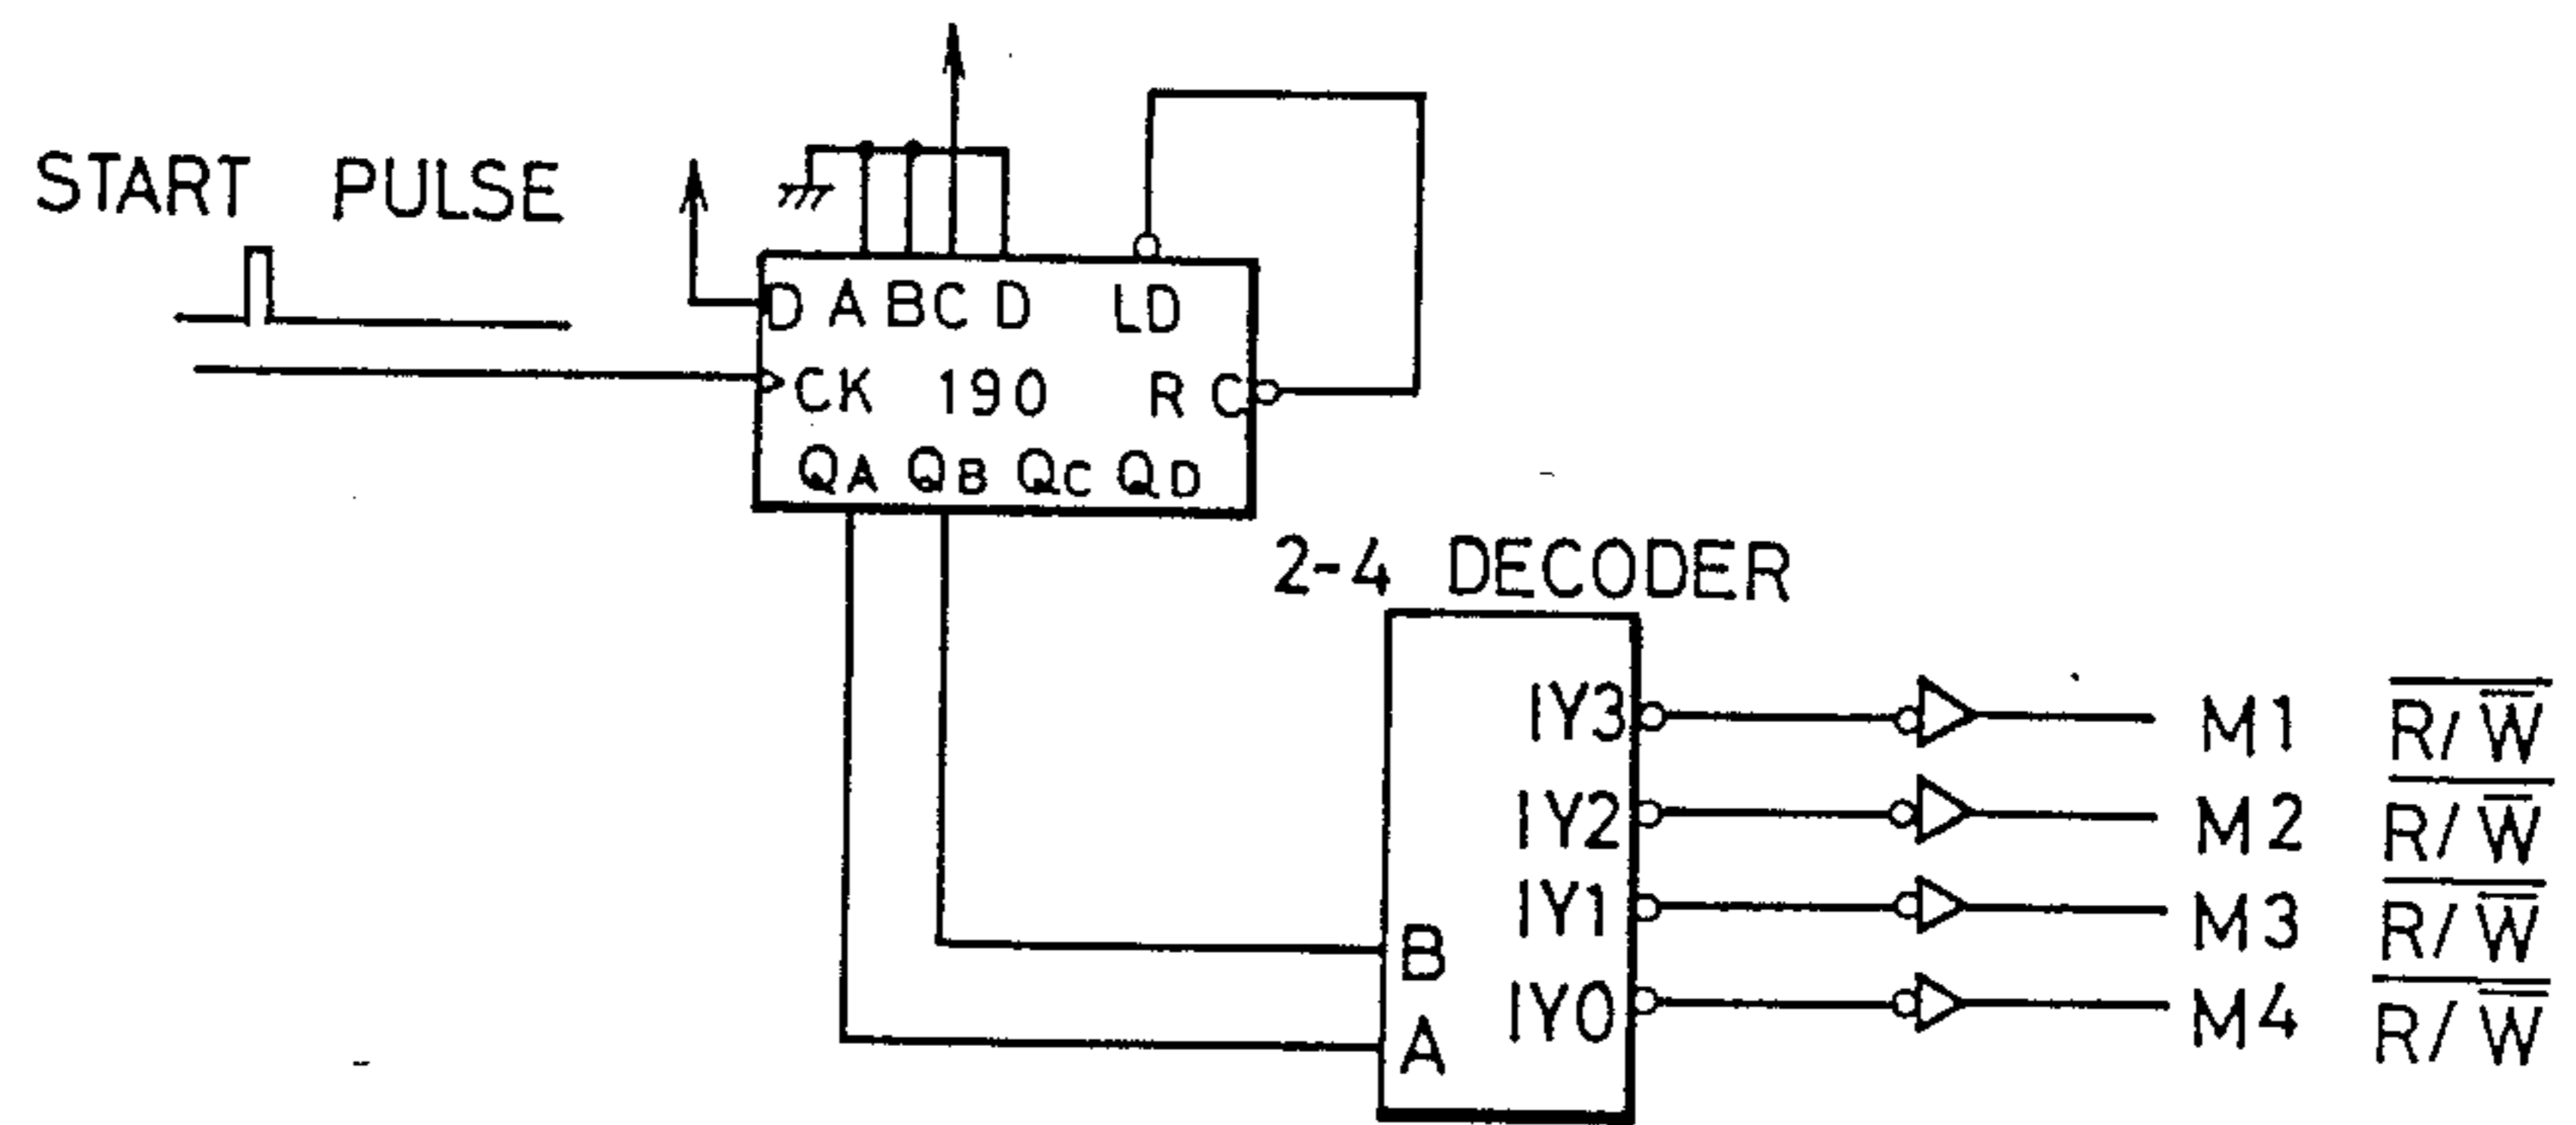 START PULSE
D A B C D LD
CK 190 R C
QA QB QC QD
2-4 DECODER
IY3 M1 R/W
IY2 M2 R/W
IY1 M3 R/W
B
IY0 M4 R/W
A